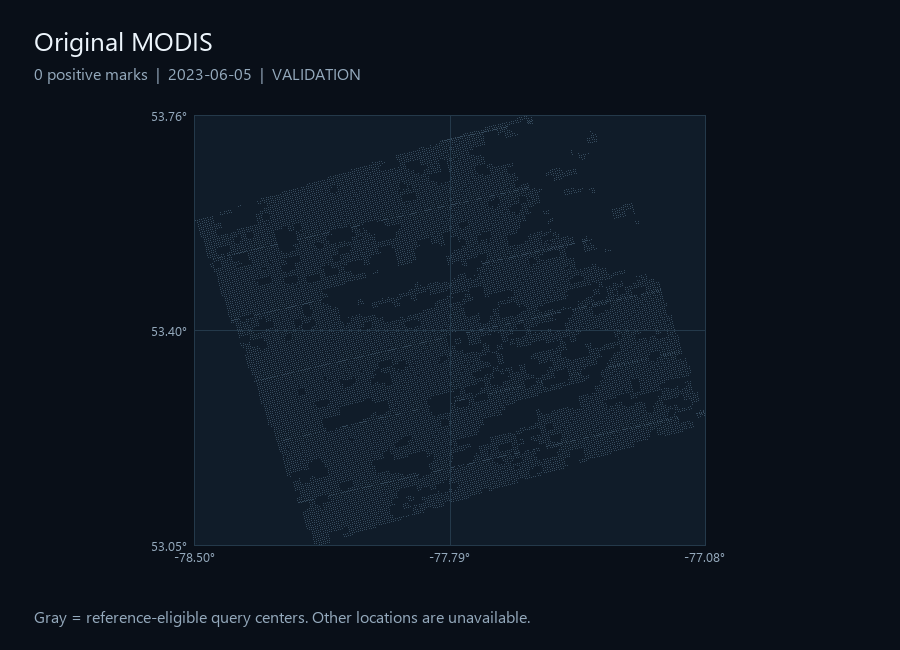 Original MODIS
0 positive marks | 2023-06-05 | VALIDATION
53.76°
53.40°
53.05°
-78.50°
-77.79°
-77.08°
Gray = reference-eligible query centers. Other locations are unavailable.